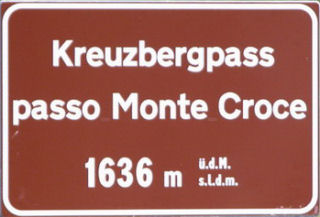 Kreuzbergpass
passo Monte Croce
1636 m ü.d.M.
s.l.d.m.